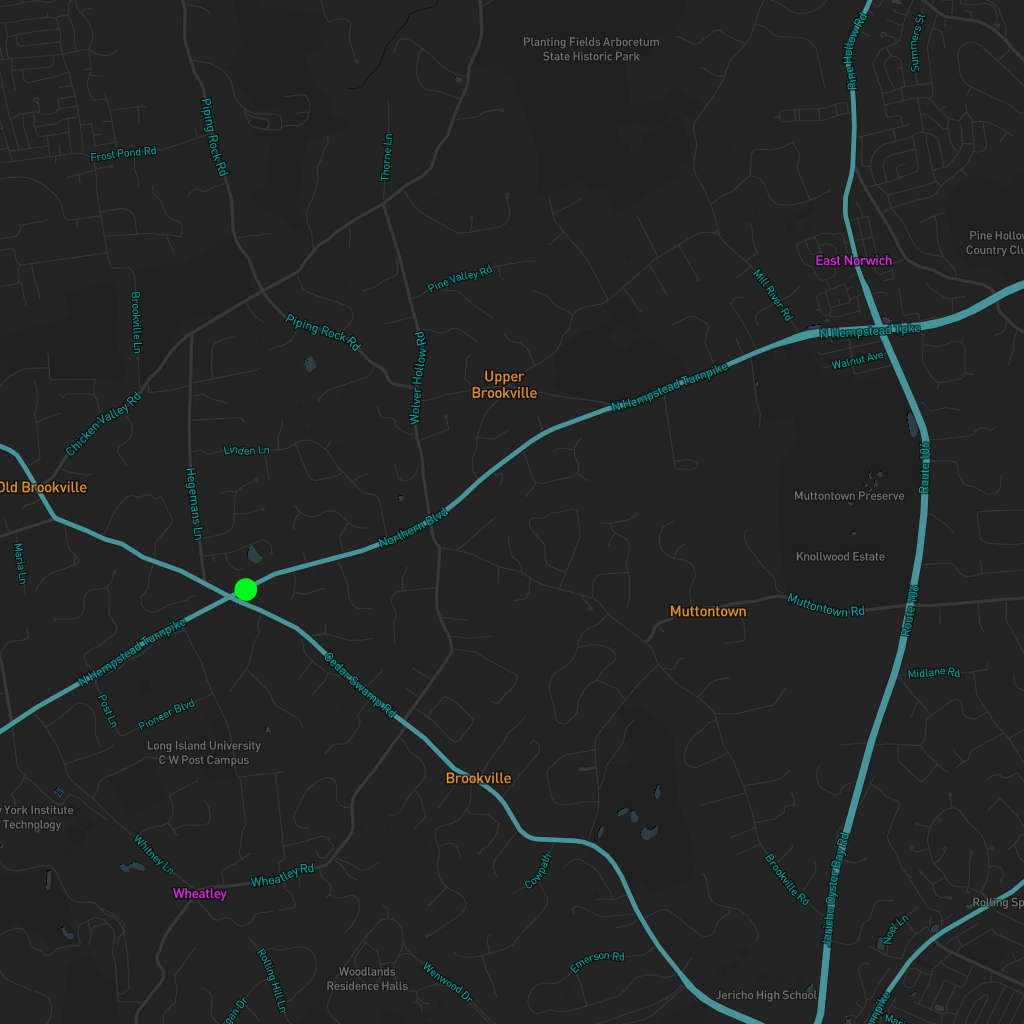 Planting Fields Arboretum
State Historic Park
Pine Hollow Rd
Summers St
Piping Rock Rd
Frost Pond Rd
Thorne Ln
Pine Hollow
Country Clu
East Norwich
Pine Valley Rd
Mill River Rd
Brookville Ln
Piping Rock Rd
Wolver Hollow Rd
N Hempstead Tpke
Walnut Ave
Upper
Brookville
N Hempstead Turnpike
Chicken Valley Rd
Linden Ln
Route 106
Old Brookville
Hegemans Ln
Muttontown Preserve
Northern Blvd
Maria Ln
Knollwood Estate
Muttontown
Muttontown Rd
Route 106
N Hempstead Turnpike
Cedar Swamp Rd
Midlane Rd
Post Ln
Pioneer Blvd
Long Island University
C W Post Campus
Brookville
York Institute
Technology
Whitney Ln
Wheatley Rd
Wheatley
Cowpath
Brookville Rd
Jericho Oyster Bay Rd
Rolling Sp
Noel Ln
Rolling Hill Ln
Woodlands
Residence Halls
Wenwood Dr
Emerson Rd
Jericho High School
gan Dr
rnpike
Mari